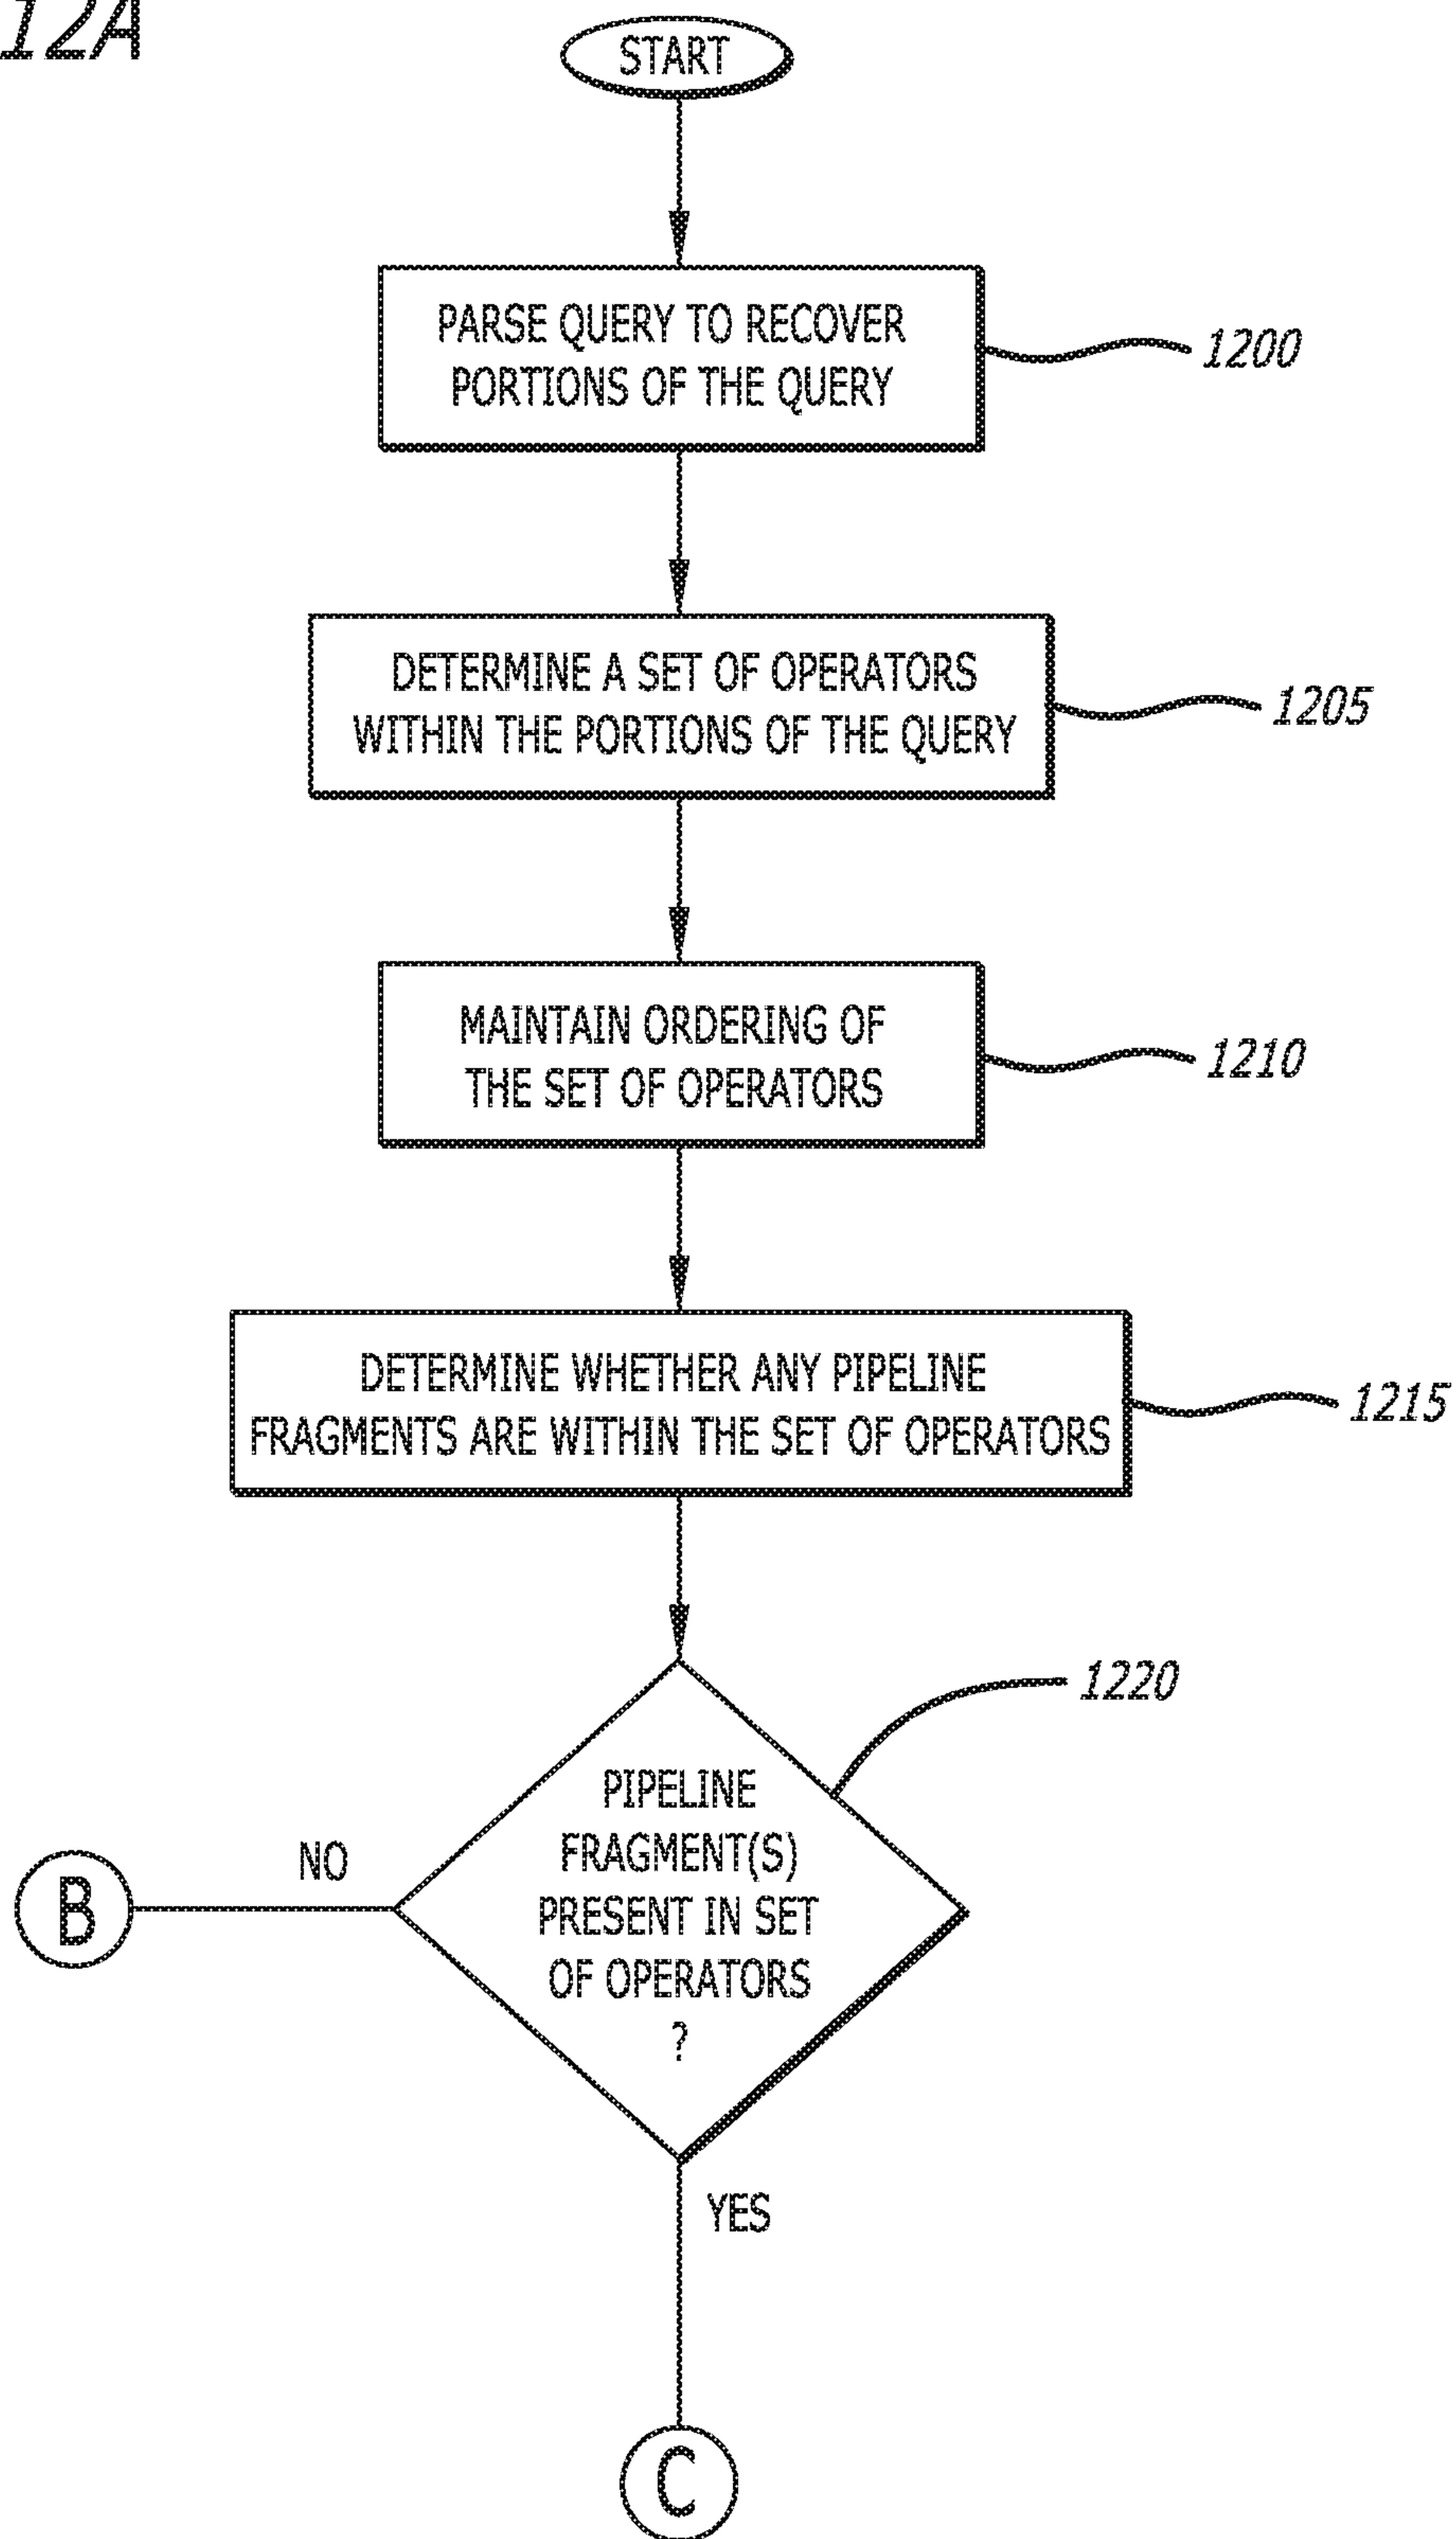 12A
START
PARSE QUERY TO RECOVER
PORTIONS OF THE QUERY
1200
DETERMINE A SET OF OPERATORS
WITHIN THE PORTIONS OF THE QUERY
1205
MAINTAIN ORDERING OF
THE SET OF OPERATORS
1210
DETERMINE WHETHER ANY PIPELINE
FRAGMENTS ARE WITHIN THE SET OF OPERATORS
1215
1220
PIPELINE
FRAGMENT(S)
PRESENT IN SET
OF OPERATORS
?
NO
B
YES
C